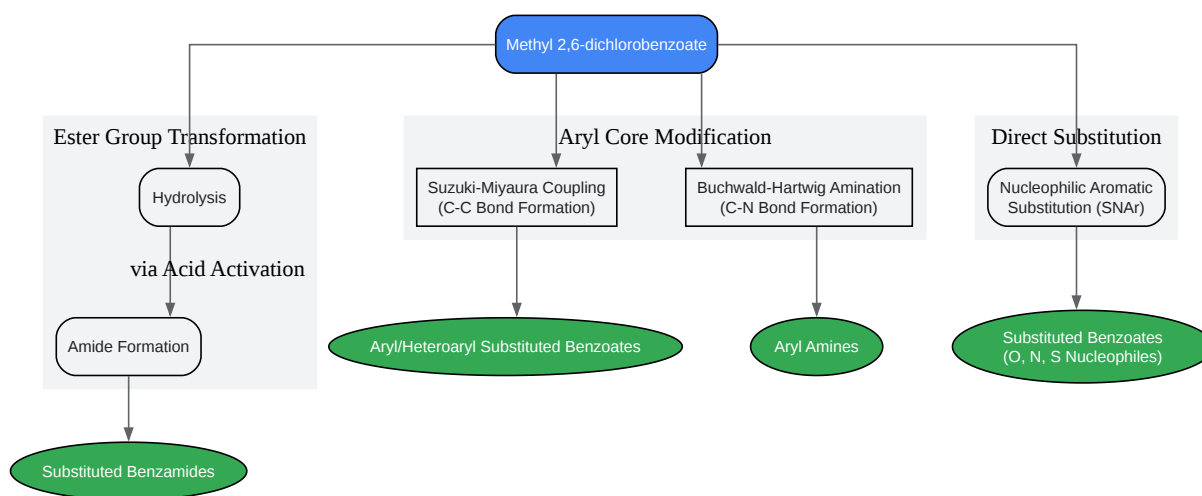 Methyl 2,6-dichlorobenzoate
Ester Group Transformation
Aryl Core Modification
Direct Substitution
Hydrolysis
Suzuki-Miyaura Coupling
(C-C Bond Formation)
Buchwald-Hartwig Amination
(C-N Bond Formation)
Nucleophilic Aromatic
Substitution (SNAr)
via Acid Activation
Amide Formation
Aryl/Heteroaryl Substituted Benzoates
Aryl Amines
Substituted Benzoates
(O, N, S Nucleophiles)
Substituted Benzamides